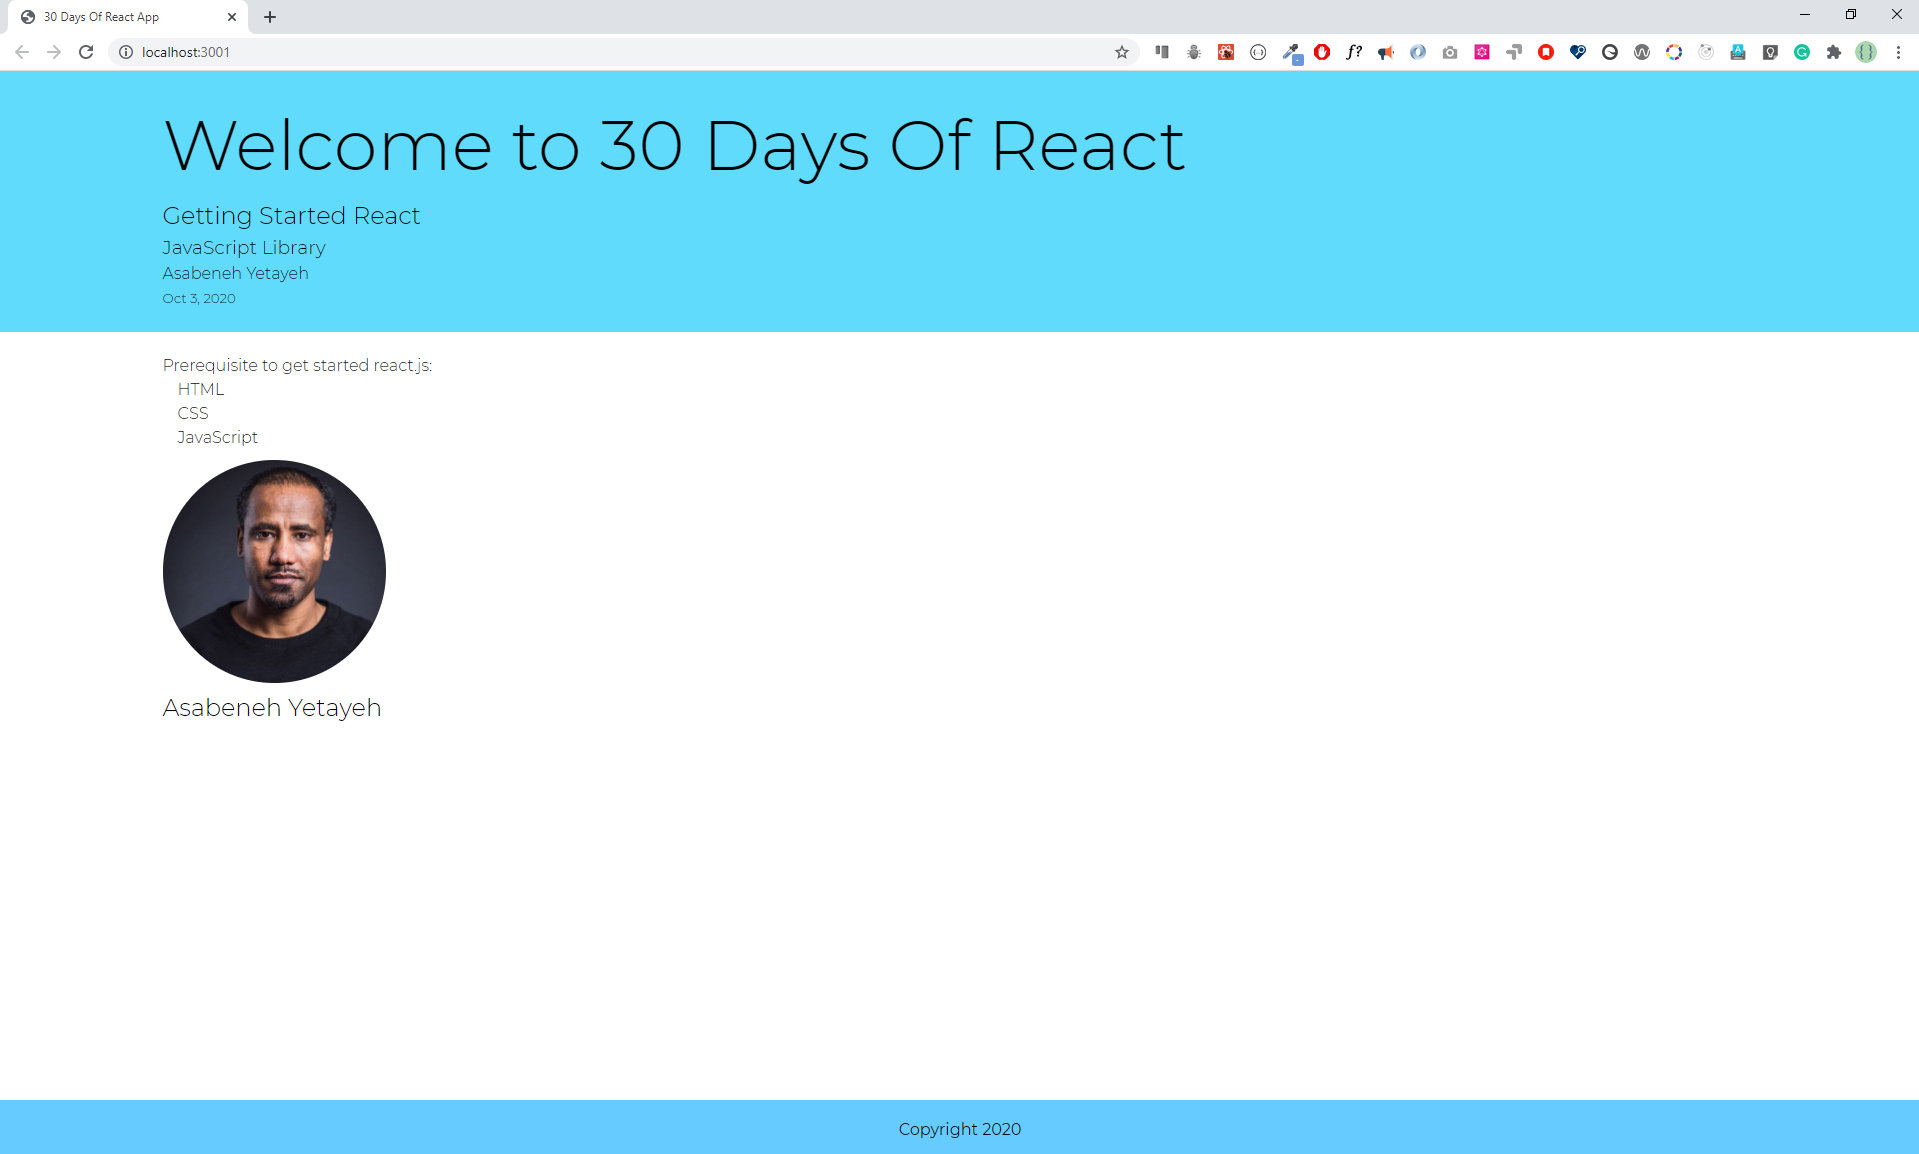 30 Days Of React App
localhost:3001
f?
Welcome to 30 Days Of React
Getting Started React
JavaScript Library
Asabeneh Yetayeh
Oct 3, 2020
Prerequisite to get started react.js:
HTML
CSS
JavaScript
Asabeneh Yetayeh
Copyright 2020